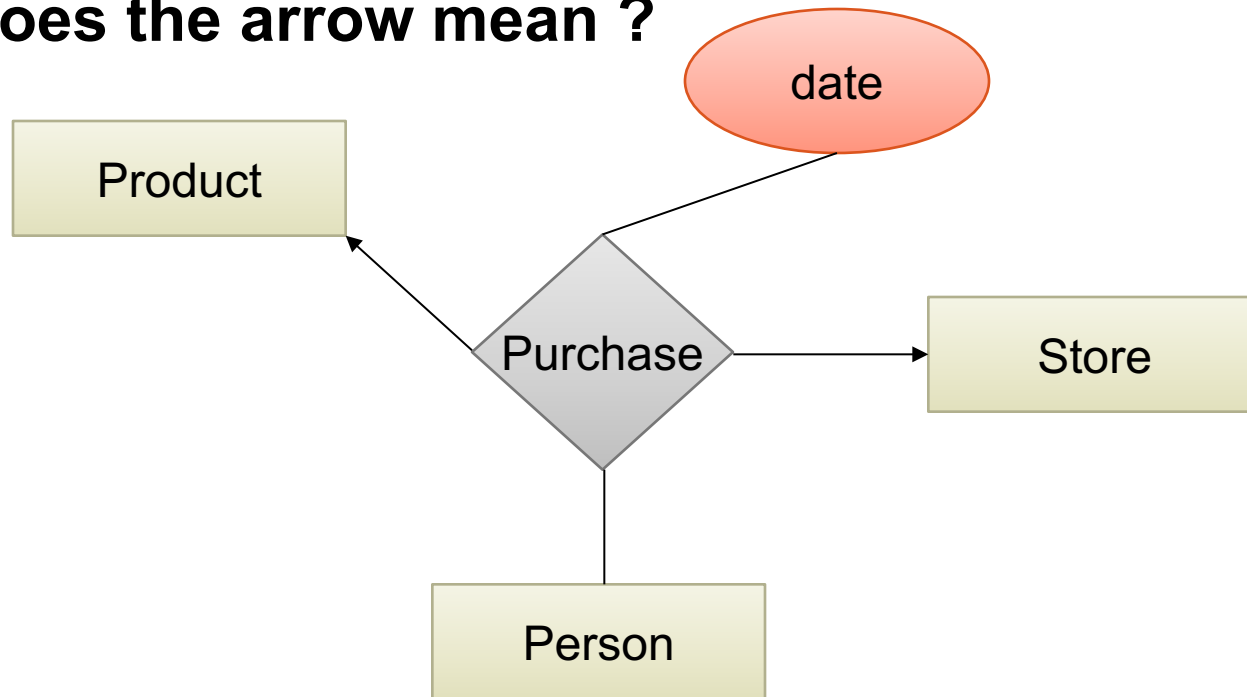 oes the arrow mean ?
date
Product
Purchase
Store
Person